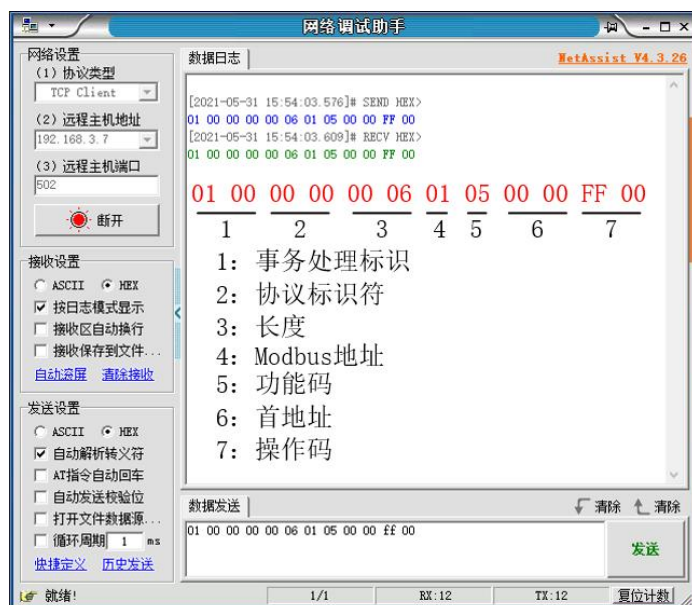 网络调试助手
网络设置
(1) 协议类型
TCP Client
(2) 远程主机地址
192.168.3.7
(3) 远程主机端口
502
断开
接收设置
ASCII HEX
按日志模式显示
接收区自动换行
接收保存到文件...
自动滚屏 清除接收
发送设置
ASCII HEX
自动解析转义符
AT指令自动回车
自动发送校验位
打开文件数据源...
循环周期 1 ms
快捷定义 历史发送
数据日志 NetAssist V4.3.26
[2021-05-31 15:54:03.576]# SEND HEX>
01 00 00 00 00 06 01 05 00 00 FF 00
[2021-05-31 15:54:03.609]# RECV HEX>
01 00 00 00 00 06 01 05 00 00 FF 00
01 00 00 00 00 06 01 05 00 00 FF 00
1 2 3 4 5 6 7
1: 事务处理标识
2: 协议标识符
3: 长度
4: Modbus地址
5: 功能码
6: 首地址
7: 操作码
数据发送 清除 清除
01 00 00 00 00 06 01 05 00 00 ff 00
发送
就绪! 1/1 RX:12 TX:12 复位计数